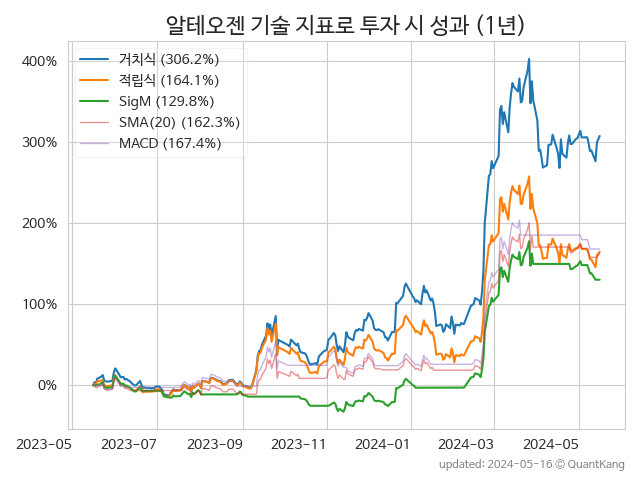 알테오젠 기술 지표로 투자 시 성과 (1년)
400%
300%
200%
100%
0%
거치식 (306.2%)
적립식 (164.1%)
SigM (129.8%)
SMA(20) (162.3%)
MACD (167.4%)
2023-05 2023-07 2023-09 2023-11 2024-01 2024-03 2024-05
updated: 2024-05-16 © QuantKang